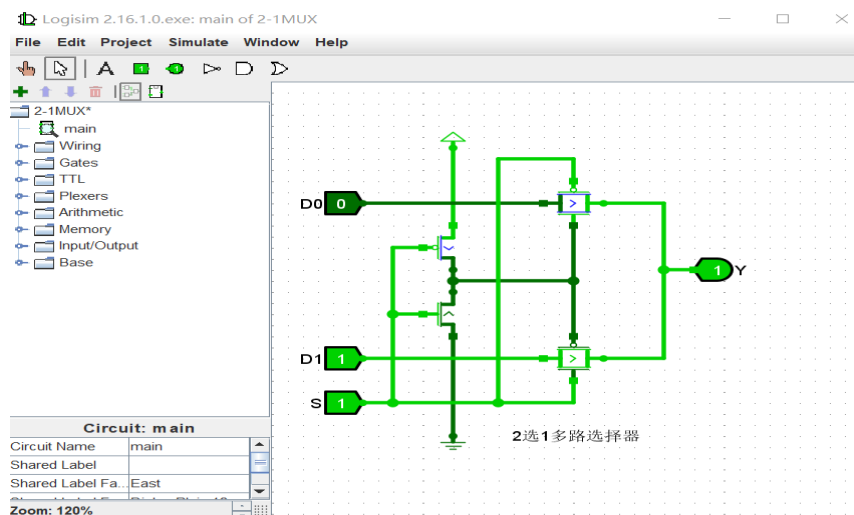 Logisim 2.16.1.0.exe: main of 2-1MUX
File Edit Project Simulate Window Help
2-1MUX*
main
Wiring
Gates
TTL
Plexers
Arithmetic
Memory
Input/Output
Base
D0 0
1 Y
D1 1
S 1
2选1多路选择器
Circuit: main
Circuit Name main
Shared Label
Shared Label Fa... East
Zoom: 120%